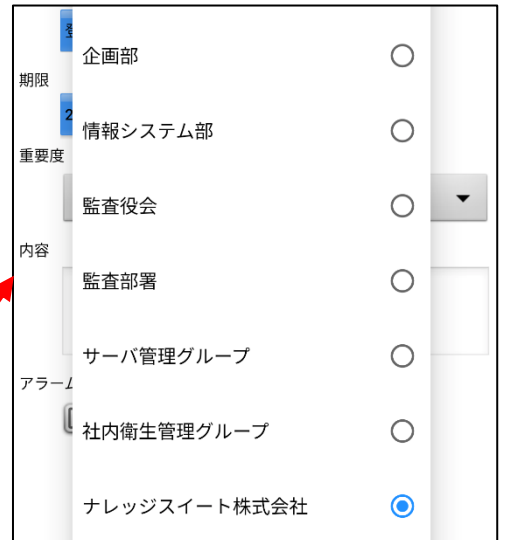 企画部
期限
情報システム部
重要度
監査役会
内容
監査部署
サーバ管理グループ
アラーム
社内衛生管理グループ
ナレッジスイート株式会社